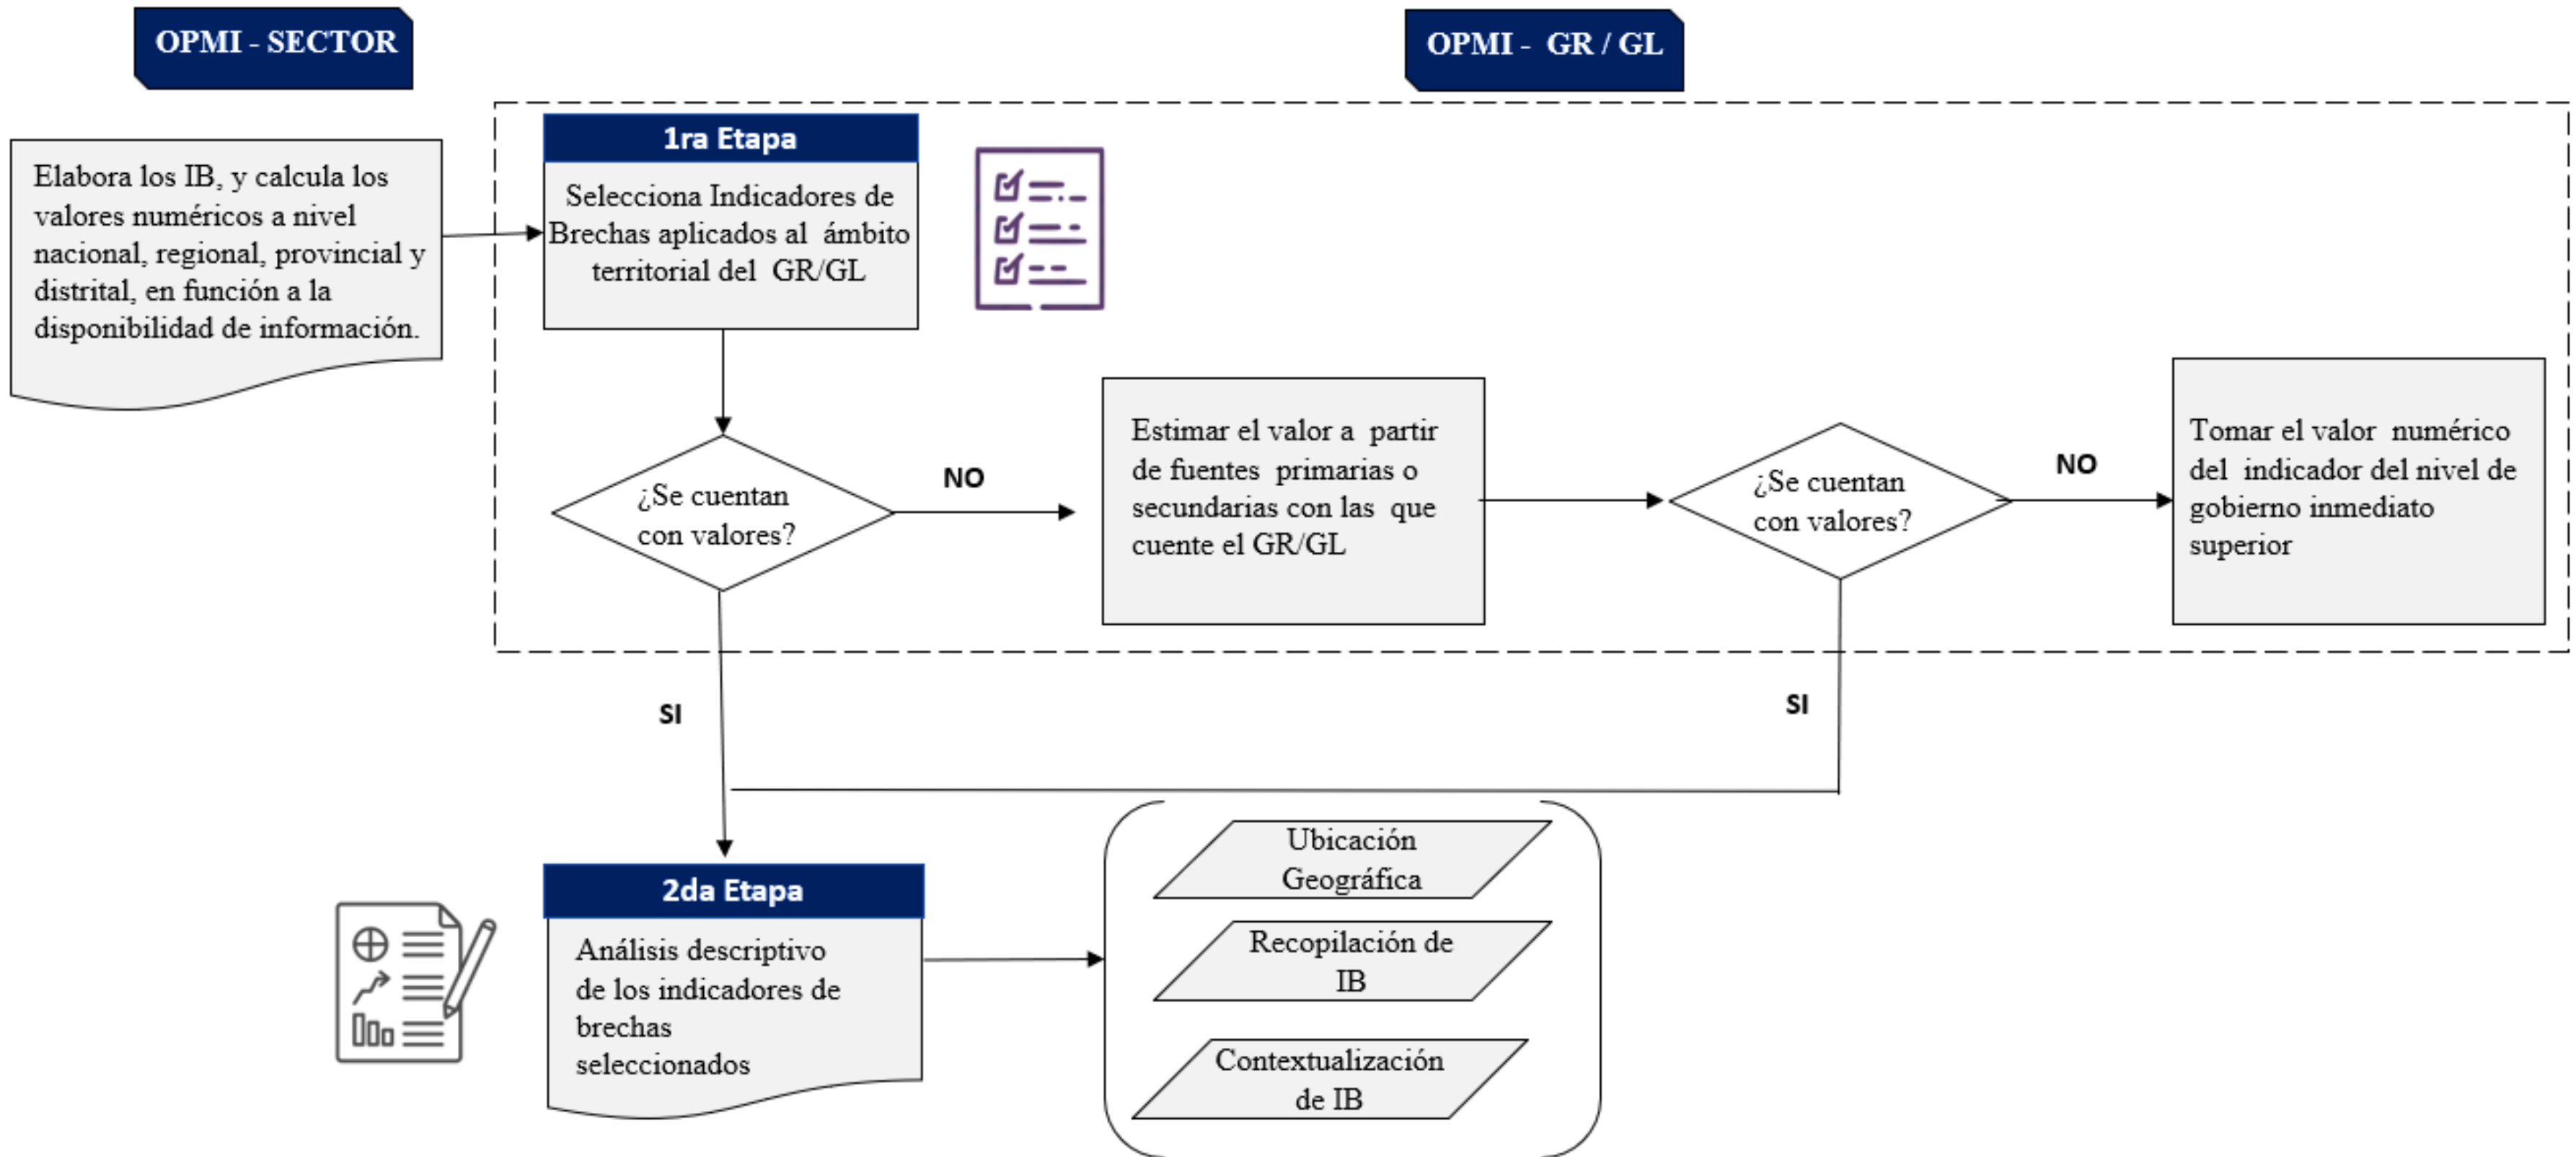 OPMI - SECTOR
OPMI - GR / GL
Elabora los IB, y calcula los
valores numéricos a nivel
nacional, regional, provincial y
distrital, en función a la
disponibilidad de información.
1ra Etapa
Selecciona Indicadores de
Brechas aplicados al ámbito
territorial del GR/GL
¿Se cuentan
con valores?
NO
Estimar el valor a partir
de fuentes primarias o
secundarias con las que
cuente el GR/GL
¿Se cuentan
con valores?
NO
Tomar el valor numérico
del indicador del nivel de
gobierno inmediato
superior
SI
SI
2da Etapa
Análisis descriptivo
de los indicadores de
brechas
seleccionados
Ubicación
Geográfica
Recopilación de
IB
Contextualización
de IB